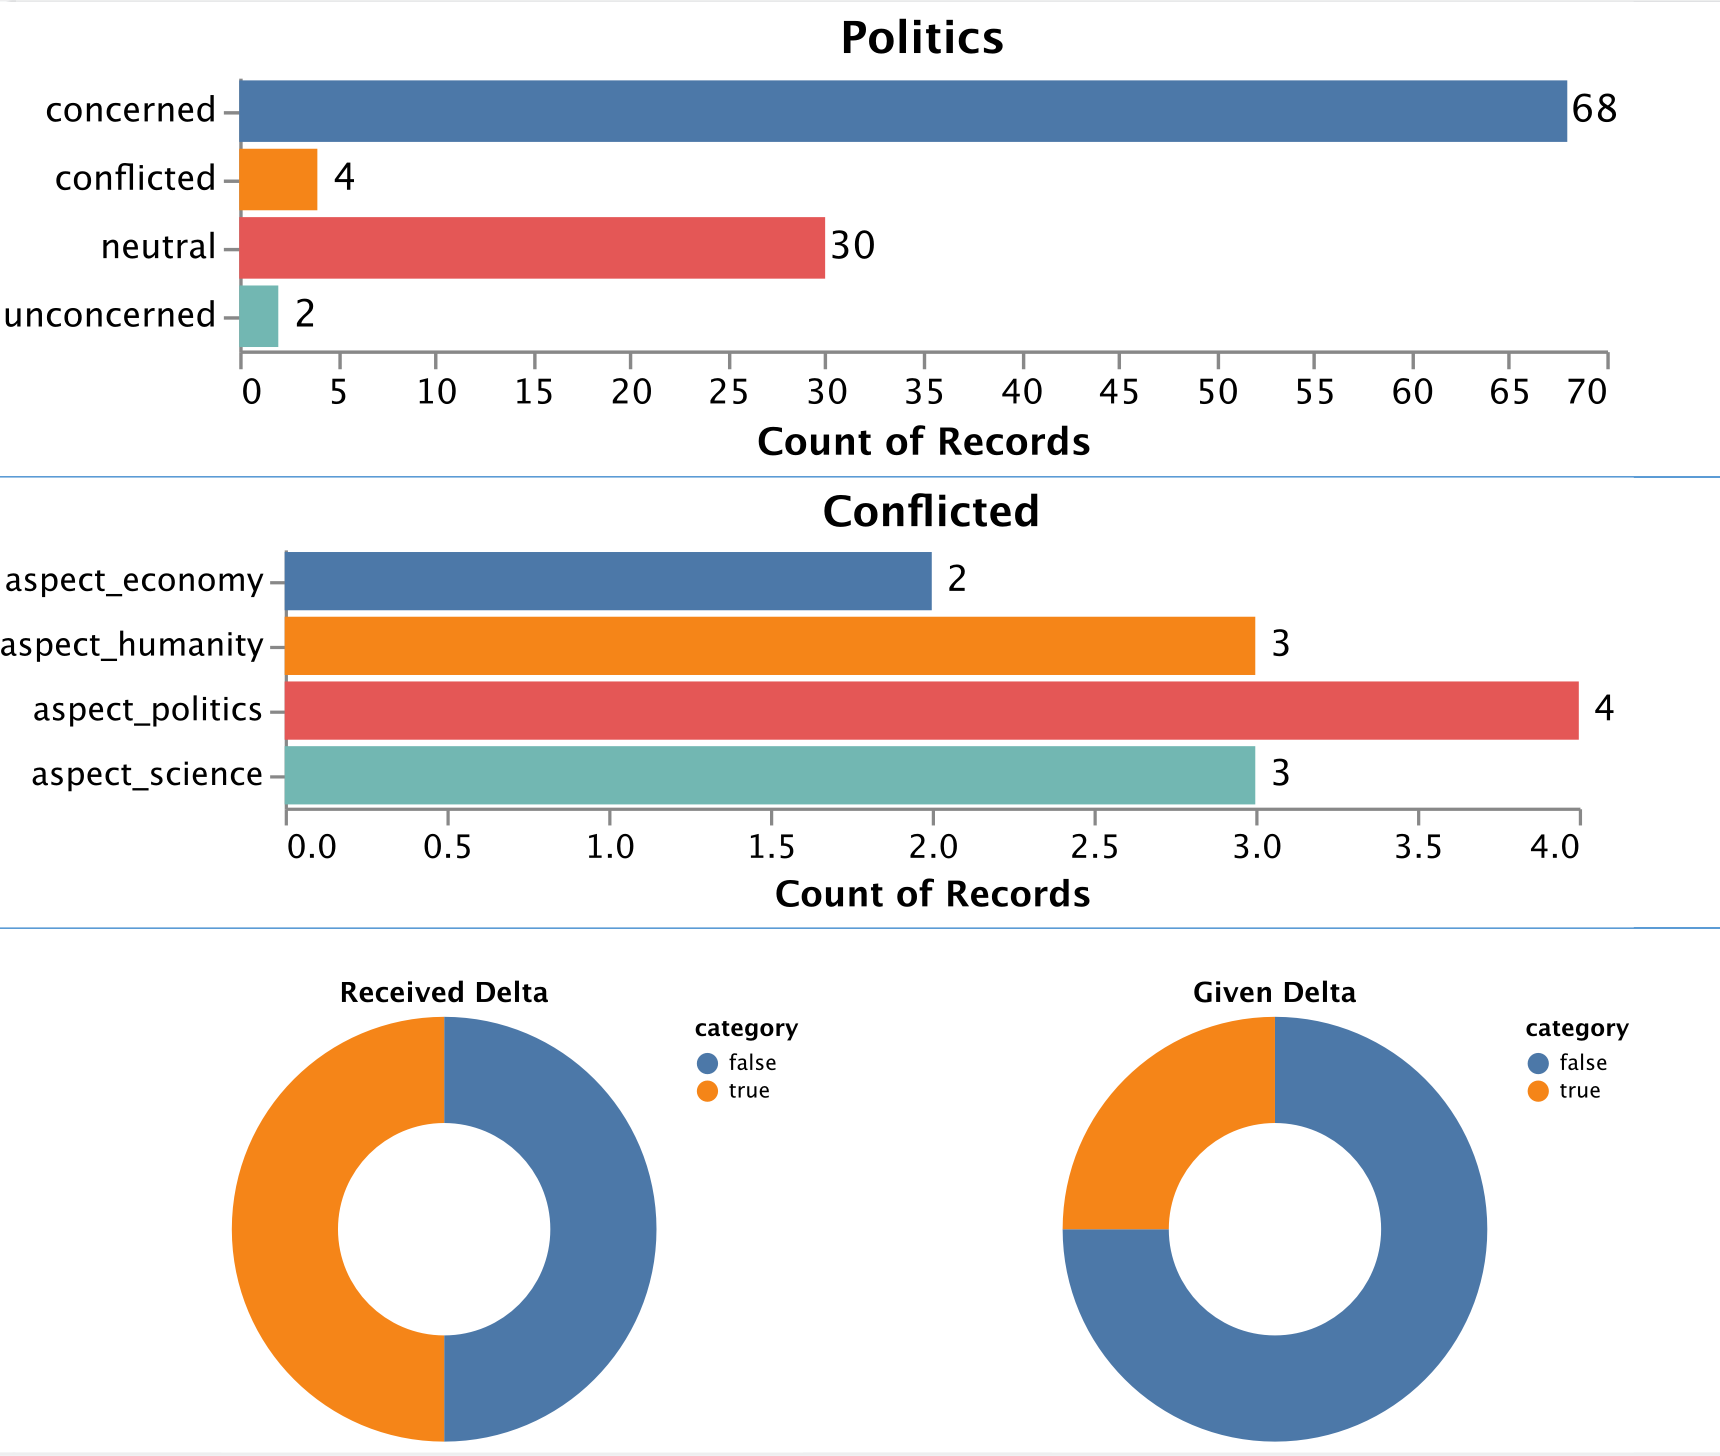 Politics
concerned 68
conflicted 4
neutral 30
unconcerned 2
0 5 10 15 20 25 30 35 40 45 50 55 60 65 70
Count of Records
Conflicted
aspect_economy 2
aspect_humanity 3
aspect_politics 4
aspect_science 3
0.0 0.5 1.0 1.5 2.0 2.5 3.0 3.5 4.0
Count of Records
Received Delta
category
false
true
Given Delta
category
false
true